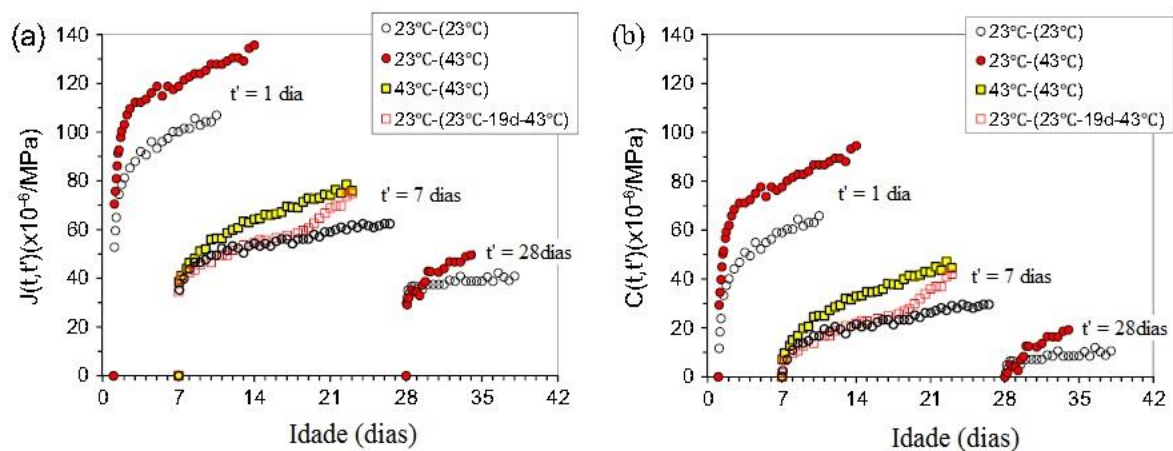 (a)
J(t,t')(x10⁻⁶/MPa)
140
120
100
80
60
40
20
0
0 7 14 21 28 35 42
Idade (dias)
23°C-(23°C)
23°C-(43°C)
43°C-(43°C)
23°C-(23°C-19d-43°C)
t' = 1 dia
t' = 7 dias
t' = 28dias
(b)
C(t,t')(x10⁻⁶/MPa)
140
120
100
80
60
40
20
0
0 7 14 21 28 35 42
Idade (dias)
23°C-(23°C)
23°C-(43°C)
43°C-(43°C)
23°C-(23°C-19d-43°C)
t' = 1 dia
t' = 7 dias
t' = 28dias